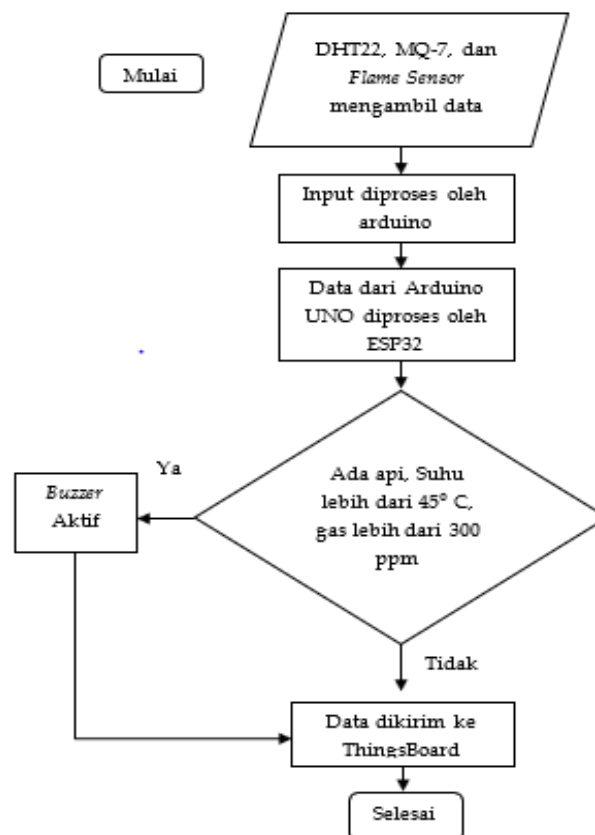 Mulai
DHT22, MQ-7, dan
Flame Sensor
mengambil data
Input diproses oleh
arduino
Data dari Arduino
UNO diproses oleh
ESP32
Ada api, Suhu
lebih dari 45⁰ C,
gas lebih dari 300
ppm
Ya
Buzzer
Aktif
Tidak
Data dikirim ke
ThingsBoard
Selesai